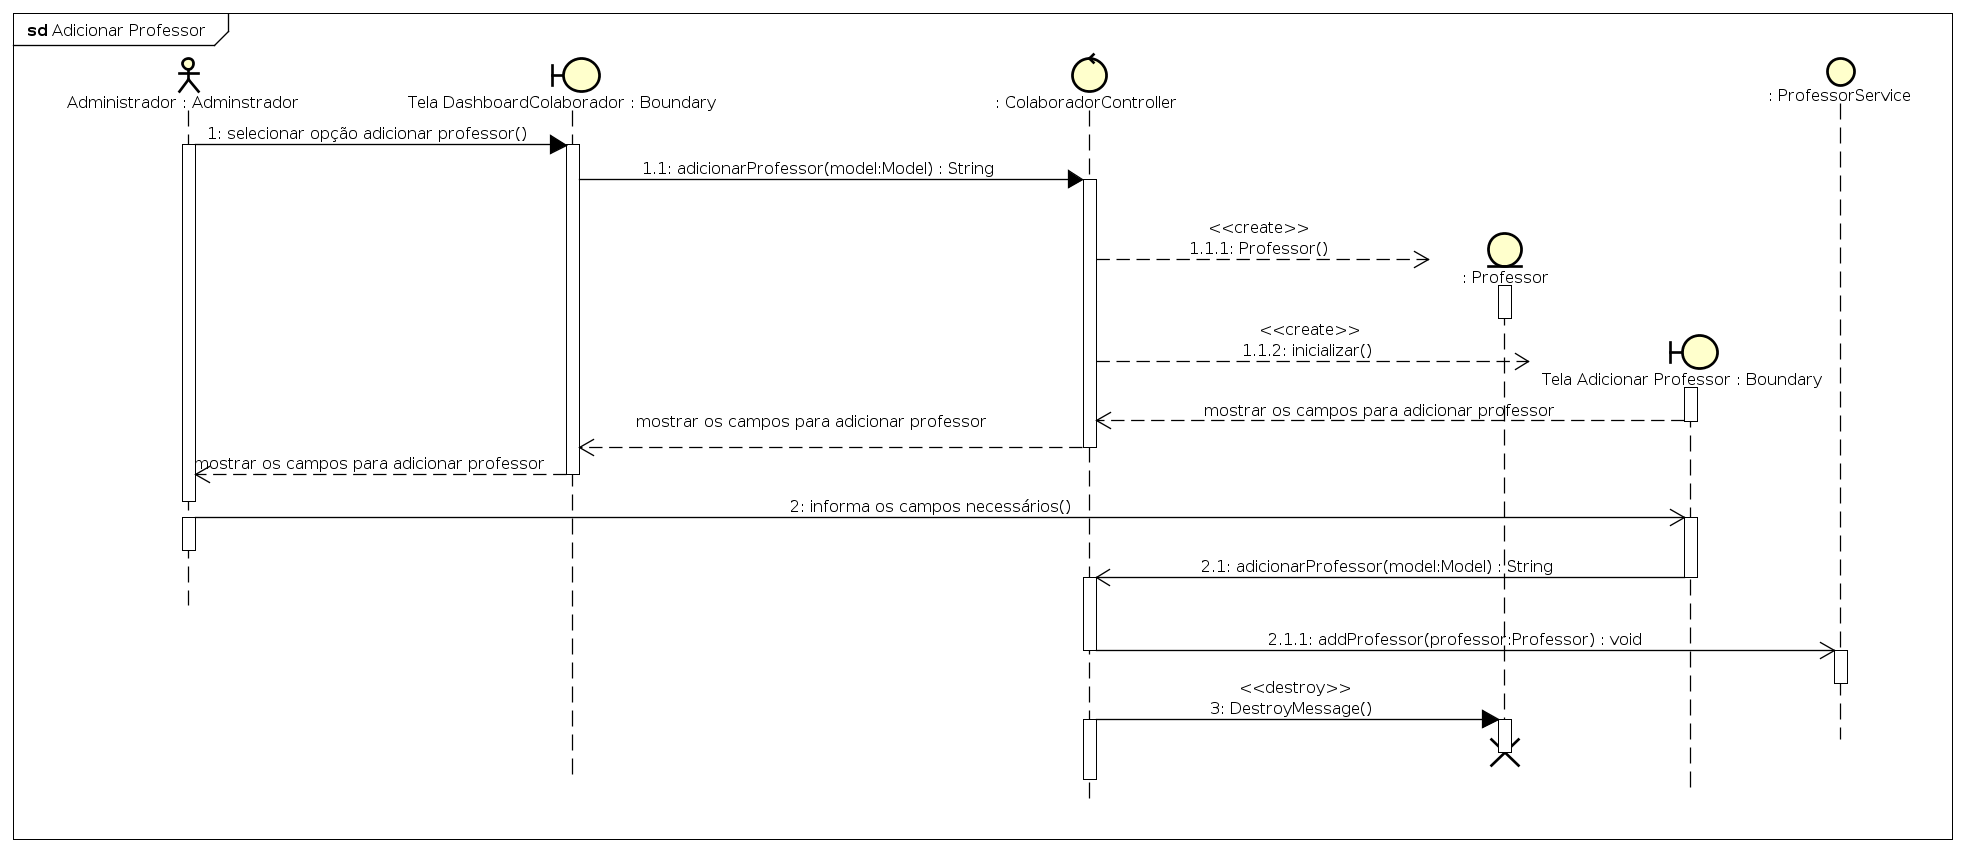 sd Adicionar Professor
Administrador : Adminstrador
Tela DashboardColaborador : Boundary
: ColaboradorController
: ProfessorService
1: selecionar opção adicionar professor()
1.1: adicionarProfessor(model:Model) : String
<<create>>
1.1.1: Professor()
: Professor
<<create>>
1.1.2: inicializar()
Tela Adicionar Professor : Boundary
mostrar os campos para adicionar professor
mostrar os campos para adicionar professor
mostrar os campos para adicionar professor
2: informa os campos necessários()
2.1: adicionarProfessor(model:Model) : String
2.1.1: addProfessor(professor:Professor) : void
<<destroy>>
3: DestroyMessage()